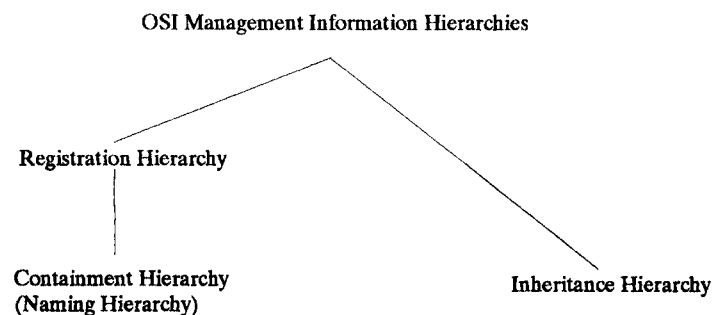 OSI Management Information Hierarchies
Registration Hierarchy
Containment Hierarchy
(Naming Hierarchy)
Inheritance Hierarchy